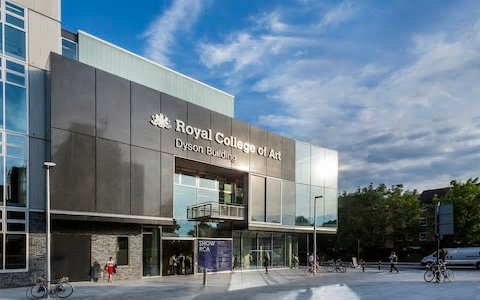 Royal College of Art
Dyson Building
SHOW
RCA